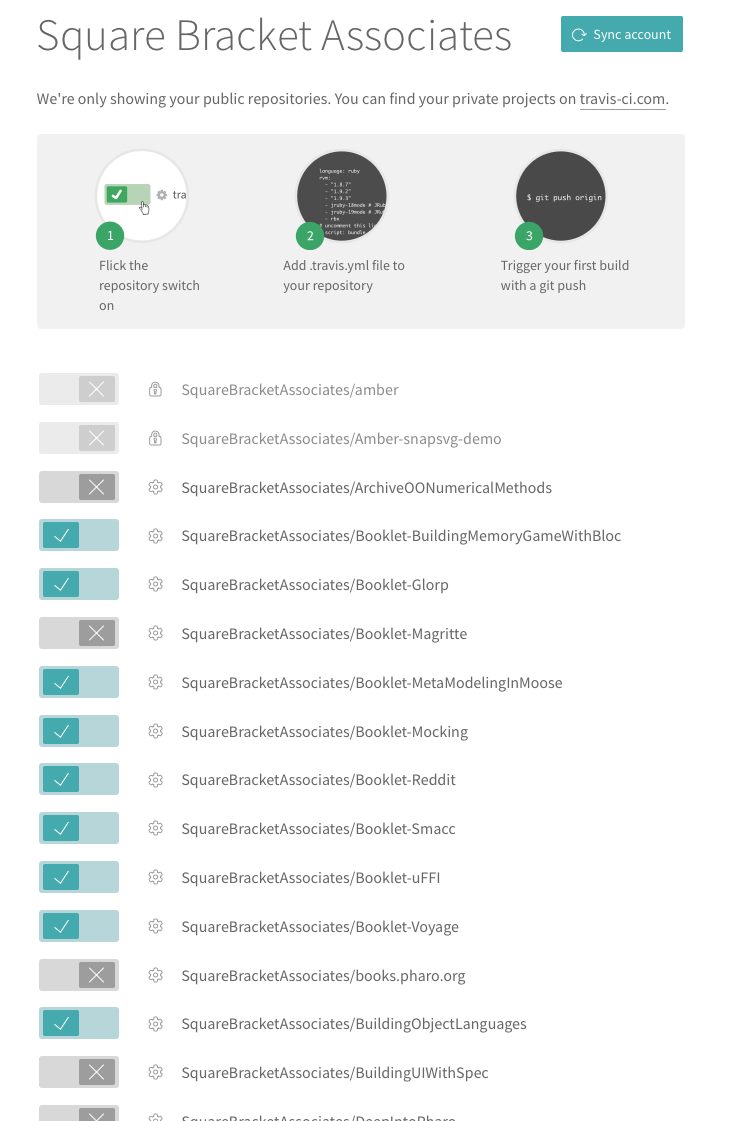 Square Bracket Associates
Sync account
We're only showing your public repositories. You can find your private projects on travis-ci.com.
tra
language: ruby
rvm:
- "1.8.7"
- "1.9.2"
- "1.9.3"
- jruby-18mode # JRu
- jruby-19mode # JRu
- rbx
# uncomment this li
script: bundle
$ git push origin
1
2
3
Flick the
repository switch
on
Add .travis.yml file to
your repository
Trigger your first build
with a git push
SquareBracketAssociates/amber
SquareBracketAssociates/Amber-snapsvg-demo
SquareBracketAssociates/ArchiveOONumericalMethods
SquareBracketAssociates/Booklet-BuildingMemoryGameWithBloc
SquareBracketAssociates/Booklet-Glorp
SquareBracketAssociates/Booklet-Magritte
SquareBracketAssociates/Booklet-MetaModelingInMoose
SquareBracketAssociates/Booklet-Mocking
SquareBracketAssociates/Booklet-Reddit
SquareBracketAssociates/Booklet-Smacc
SquareBracketAssociates/Booklet-uFFI
SquareBracketAssociates/Booklet-Voyage
SquareBracketAssociates/books.pharo.org
SquareBracketAssociates/BuildingObjectLanguages
SquareBracketAssociates/BuildingUIWithSpec
SquareBracketAssociates/DeepIntoPharo